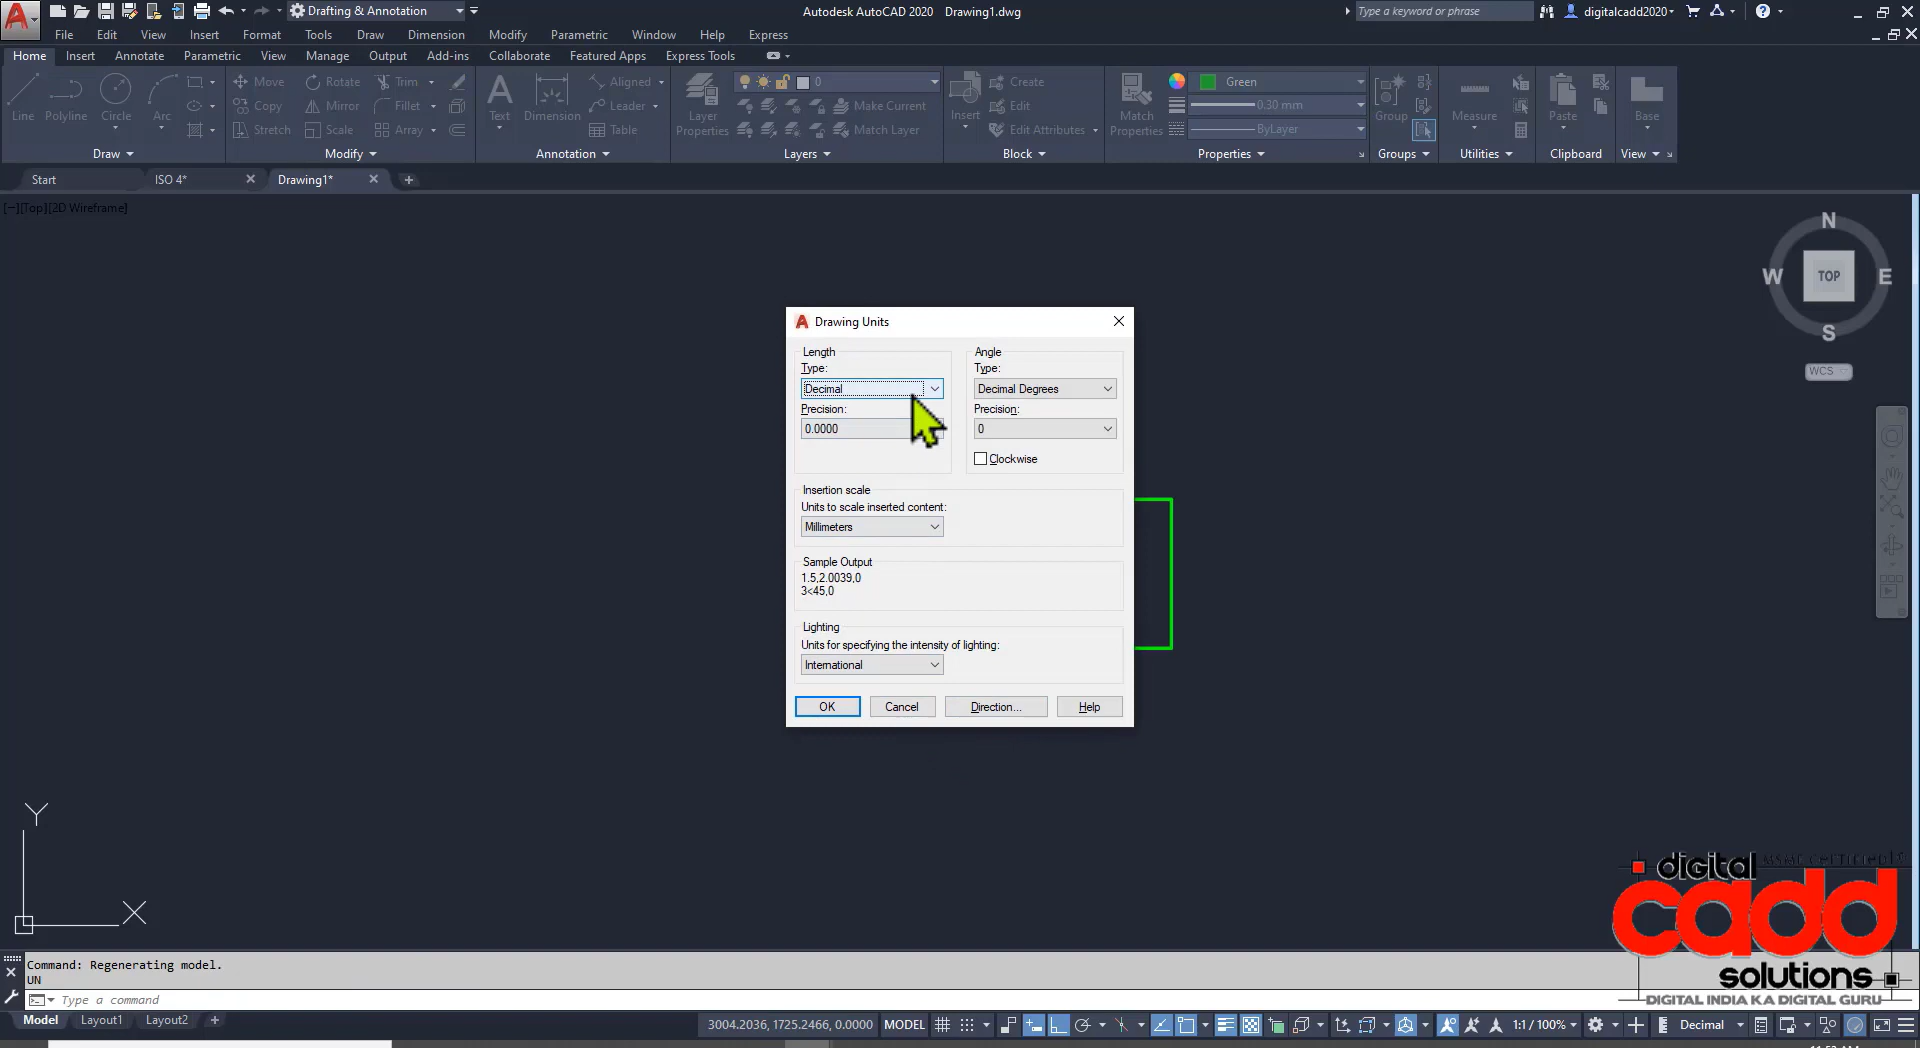 Drafting & Annotation
Autodesk AutoCAD 2020 Drawing1.dwg
Type a keyword or phrase
digitalcadd2020
File Edit View Insert Format Tools Draw Dimension Modify Parametric Window Help Express
Home Insert Annotate Parametric View Manage Output Add-ins Collaborate Featured Apps Express Tools
Move Rotate Trim Aligned 0 Create Green
Copy Mirror Fillet Leader Make Current Edit 0.30 mm
Line Polyline Circle Arc Text Dimension Layer Properties Insert Match Properties Group Measure Paste Base
Stretch Scale Array Table Match Layer Edit Attributes ByLayer
Draw Modify Annotation Layers Block Properties Groups Utilities Clipboard View
Start ISO 4* Drawing1*
[−][Top][2D Wireframe]
N
W TOP E
S
WCS
Drawing Units
Length Angle
Type: Type:
Decimal Decimal Degrees
Precision: Precision:
0.0000 0
Clockwise
Insertion scale
Units to scale inserted content:
Millimeters
Sample Output
1.5,2.0039,0
3<45,0
Lighting
Units for specifying the intensity of lighting:
International
OK Cancel Direction... Help
Y
X
digital
cadd
solutions
DIGITAL INDIA KA DIGITAL GURU
Command: Regenerating model.
UN
Type a command
Model Layout1 Layout2
3004.2036, 1725.2466, 0.0000 MODEL 1:1 / 100% Decimal